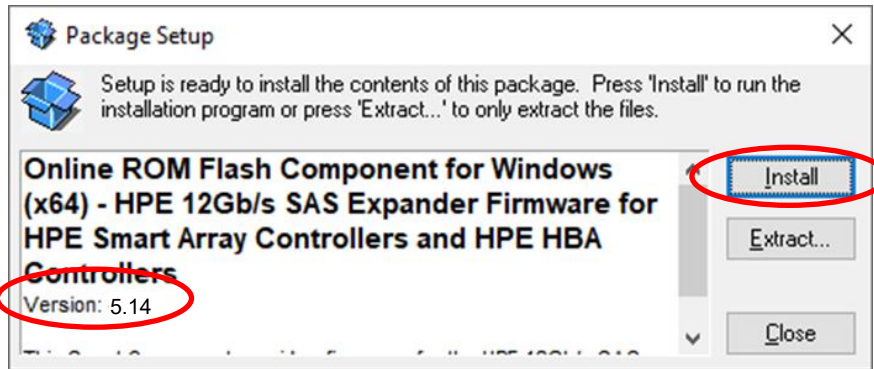 Package Setup
Setup is ready to install the contents of this package. Press 'Install' to run the
installation program or press 'Extract...' to only extract the files.
Online ROM Flash Component for Windows
(x64) - HPE 12Gb/s SAS Expander Firmware for
HPE Smart Array Controllers and HPE HBA
Controllers
Version: 5.14
Install
Extract...
Close